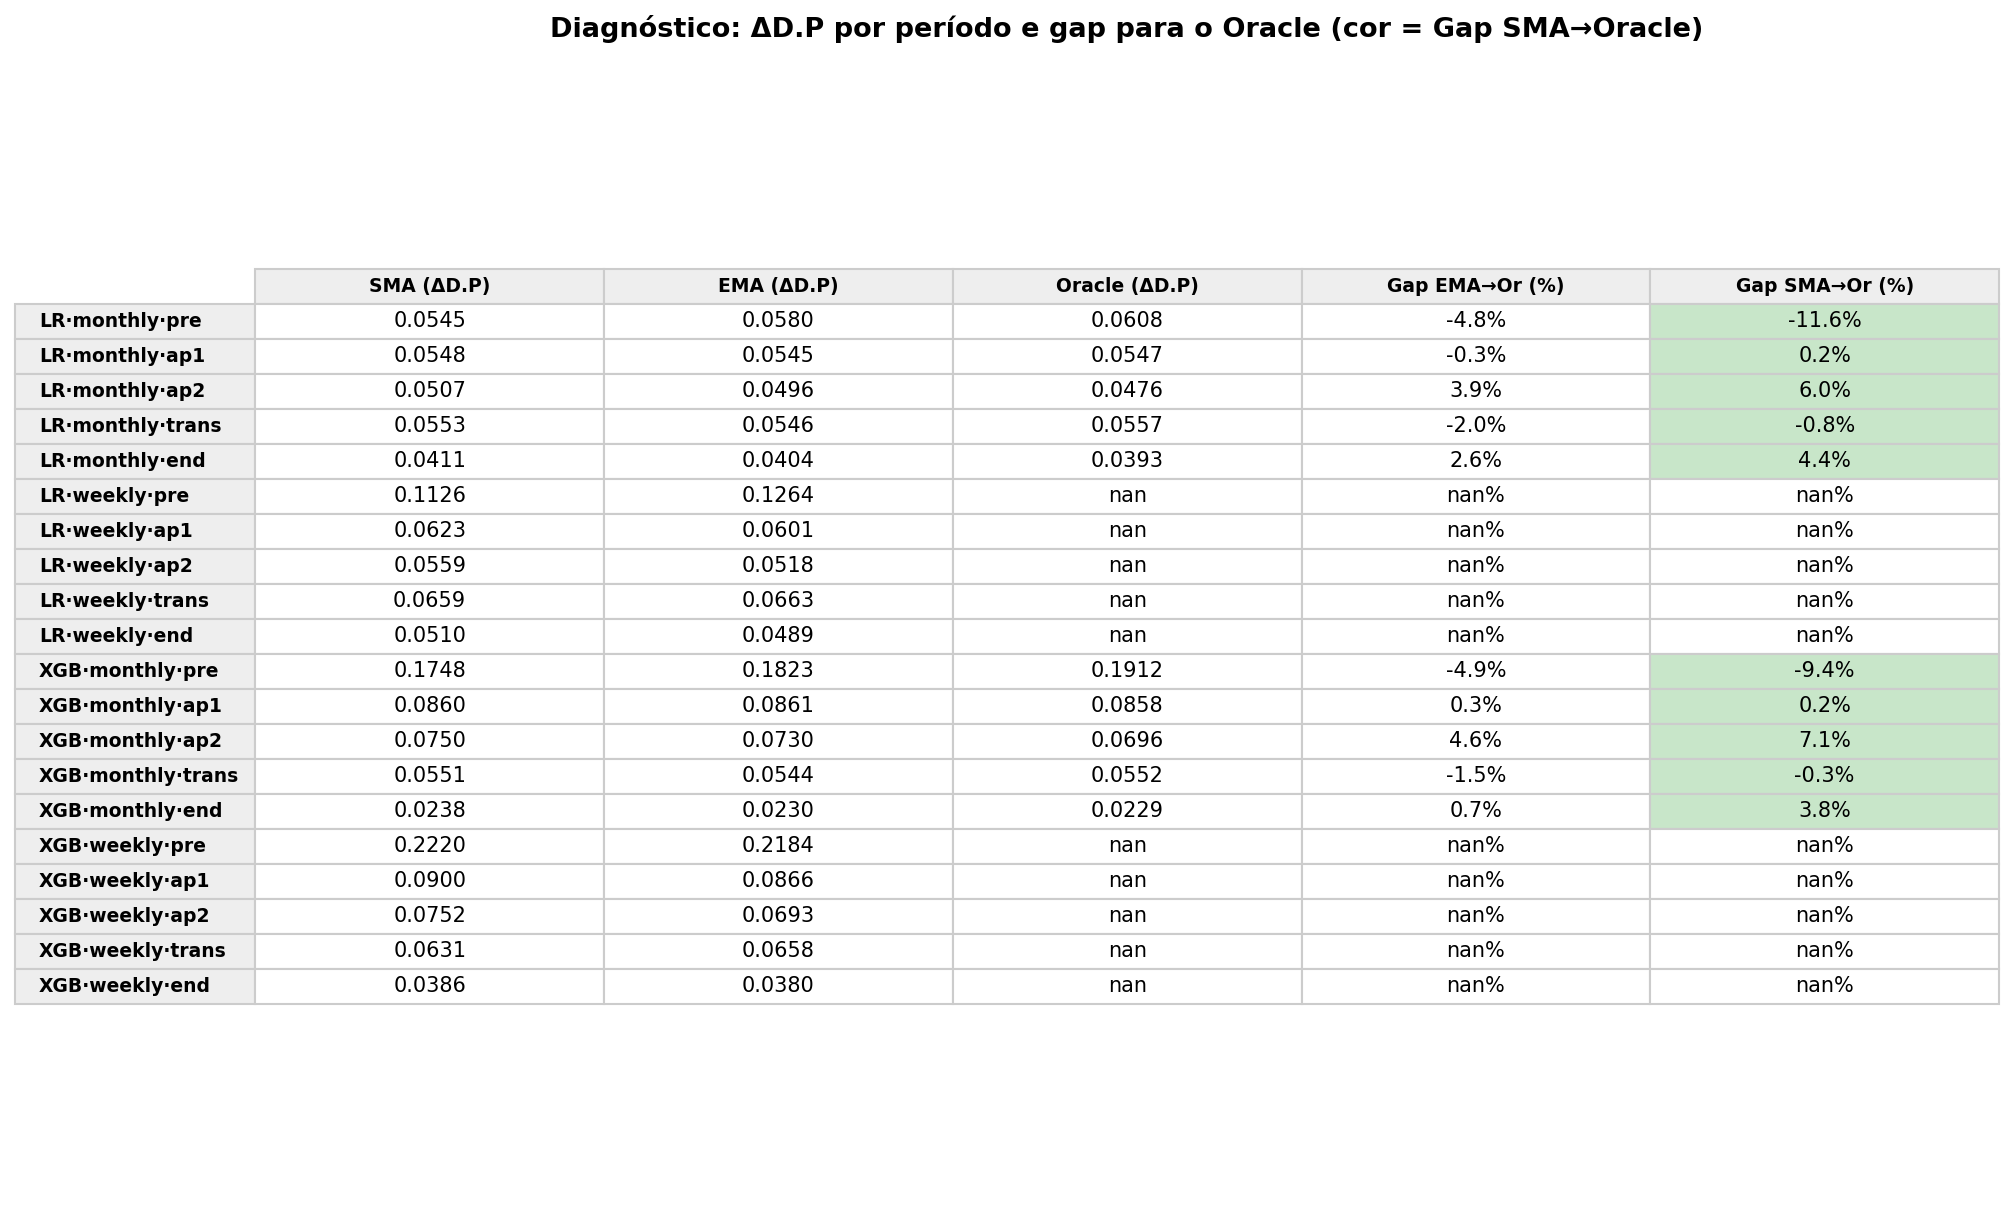 Diagnóstico: ΔD.P por período e gap para o Oracle (cor = Gap SMA→Oracle)
SMA (ΔD.P) EMA (ΔD.P) Oracle (ΔD.P) Gap EMA→Or (%) Gap SMA→Or (%)
LR·monthly·pre 0.0545 0.0580 0.0608 -4.8% -11.6%
LR·monthly·ap1 0.0548 0.0545 0.0547 -0.3% 0.2%
LR·monthly·ap2 0.0507 0.0496 0.0476 3.9% 6.0%
LR·monthly·trans 0.0553 0.0546 0.0557 -2.0% -0.8%
LR·monthly·end 0.0411 0.0404 0.0393 2.6% 4.4%
LR·weekly·pre 0.1126 0.1264 nan nan% nan%
LR·weekly·ap1 0.0623 0.0601 nan nan% nan%
LR·weekly·ap2 0.0559 0.0518 nan nan% nan%
LR·weekly·trans 0.0659 0.0663 nan nan% nan%
LR·weekly·end 0.0510 0.0489 nan nan% nan%
XGB·monthly·pre 0.1748 0.1823 0.1912 -4.9% -9.4%
XGB·monthly·ap1 0.0860 0.0861 0.0858 0.3% 0.2%
XGB·monthly·ap2 0.0750 0.0730 0.0696 4.6% 7.1%
XGB·monthly·trans 0.0551 0.0544 0.0552 -1.5% -0.3%
XGB·monthly·end 0.0238 0.0230 0.0229 0.7% 3.8%
XGB·weekly·pre 0.2220 0.2184 nan nan% nan%
XGB·weekly·ap1 0.0900 0.0866 nan nan% nan%
XGB·weekly·ap2 0.0752 0.0693 nan nan% nan%
XGB·weekly·trans 0.0631 0.0658 nan nan% nan%
XGB·weekly·end 0.0386 0.0380 nan nan% nan%